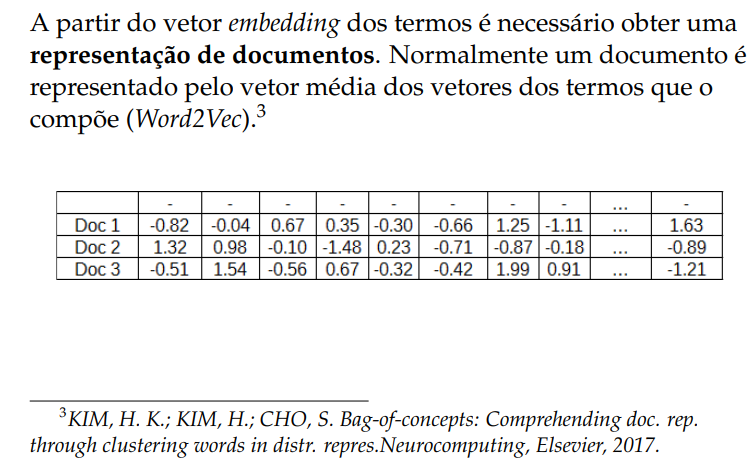 A partir do vetor embedding dos termos é necessário obter uma
representação de documentos. Normalmente um documento é
representado pelo vetor média dos vetores dos termos que o
compõe (Word2Vec).3
- - - - - - - - ... -
Doc 1 -0.82 -0.04 0.67 0.35 -0.30 -0.66 1.25 -1.11 ... 1.63
Doc 2 1.32 0.98 -0.10 -1.48 0.23 -0.71 -0.87 -0.18 ... -0.89
Doc 3 -0.51 1.54 -0.56 0.67 -0.32 -0.42 1.99 0.91 ... -1.21
3KIM, H. K.; KIM, H.; CHO, S. Bag-of-concepts: Comprehending doc. rep.
through clustering words in distr. repres.Neurocomputing, Elsevier, 2017.